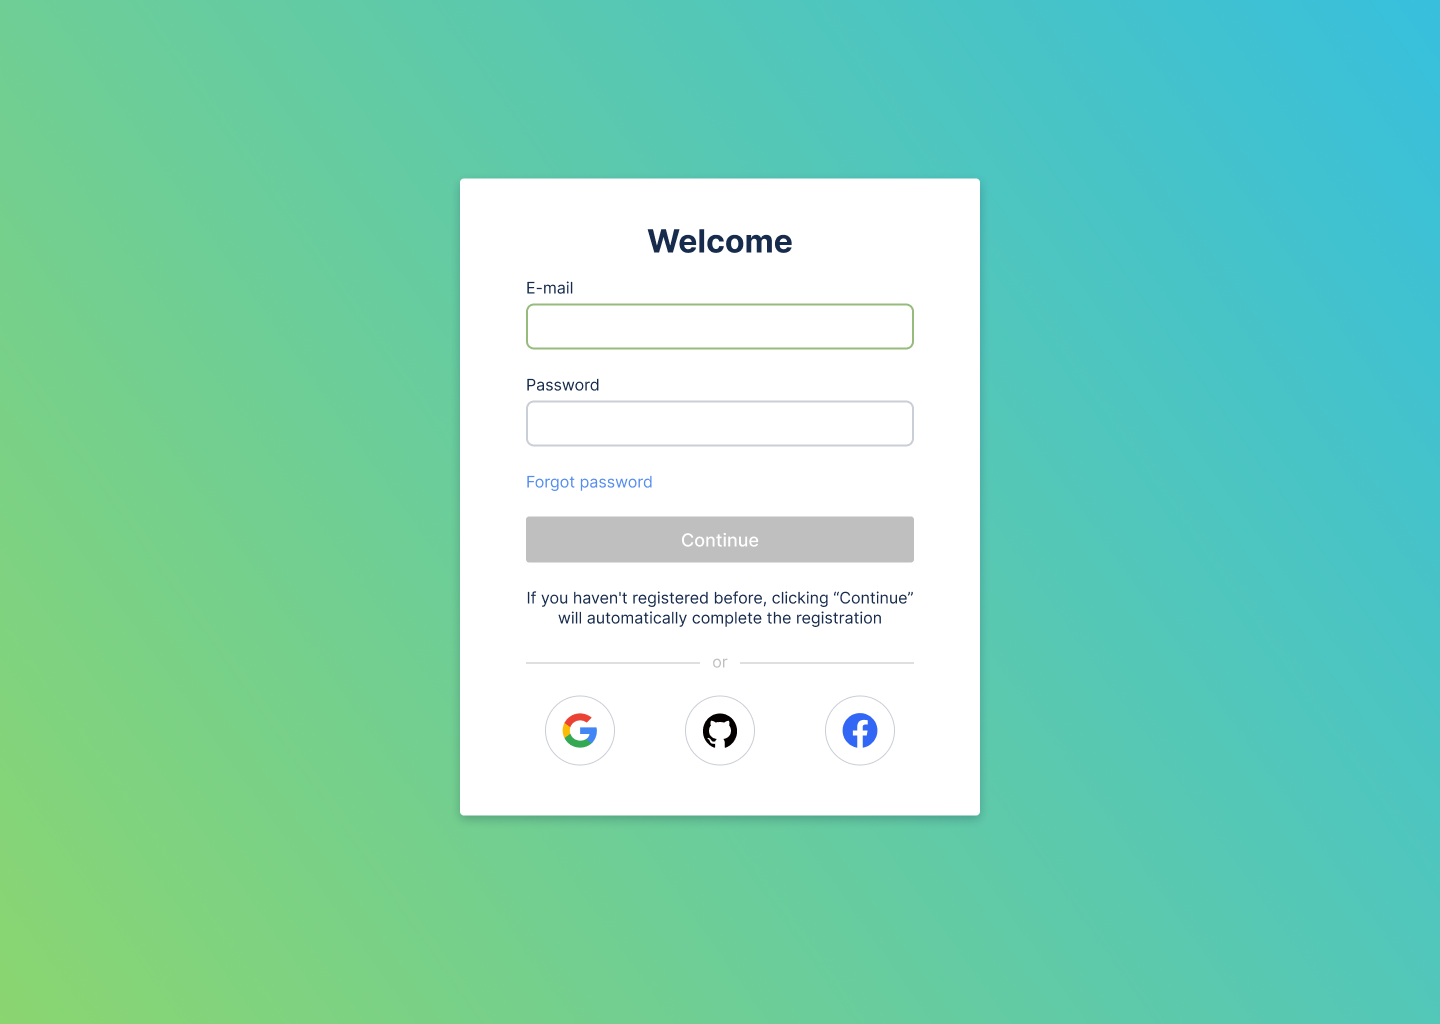 Welcome
E-mail
Password
Forgot password
Continue
If you haven't registered before, clicking “Continue”
will automatically complete the registration
or